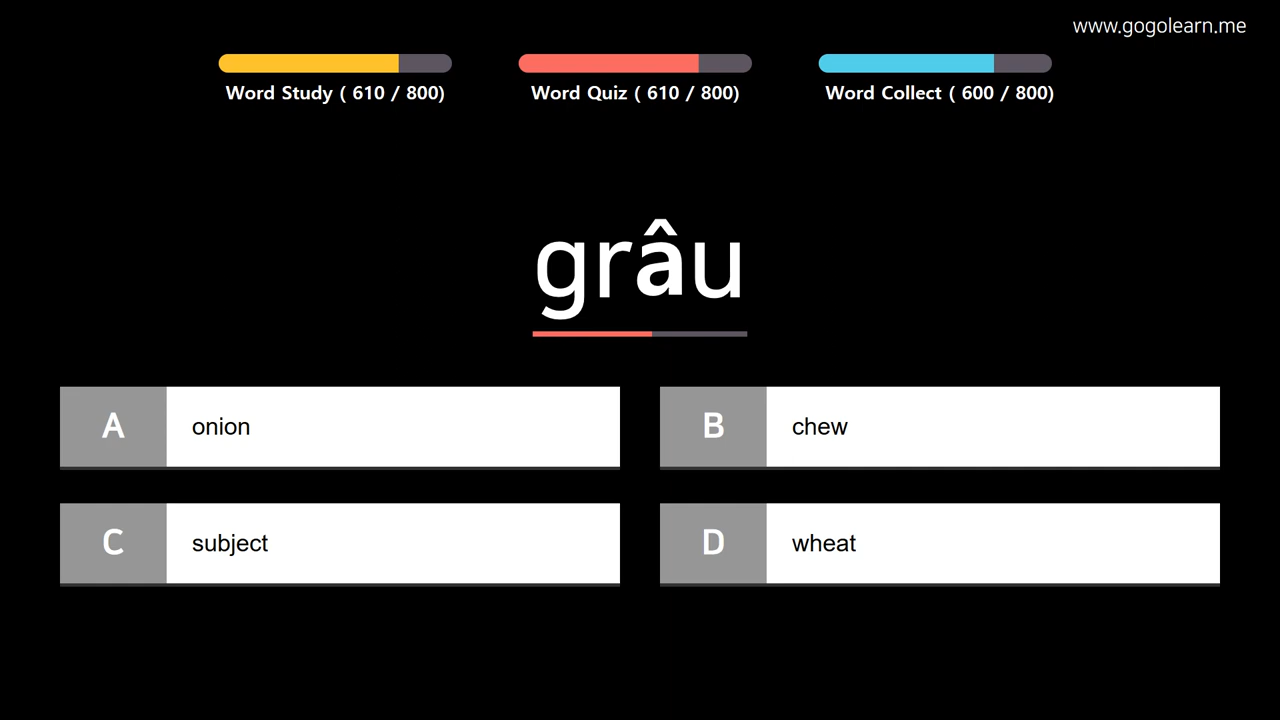 www.gogolearn.me
Word Study ( 610 / 800)
Word Quiz ( 610 / 800)
Word Collect ( 600 / 800)
grâu
A onion
B chew
C subject
D wheat